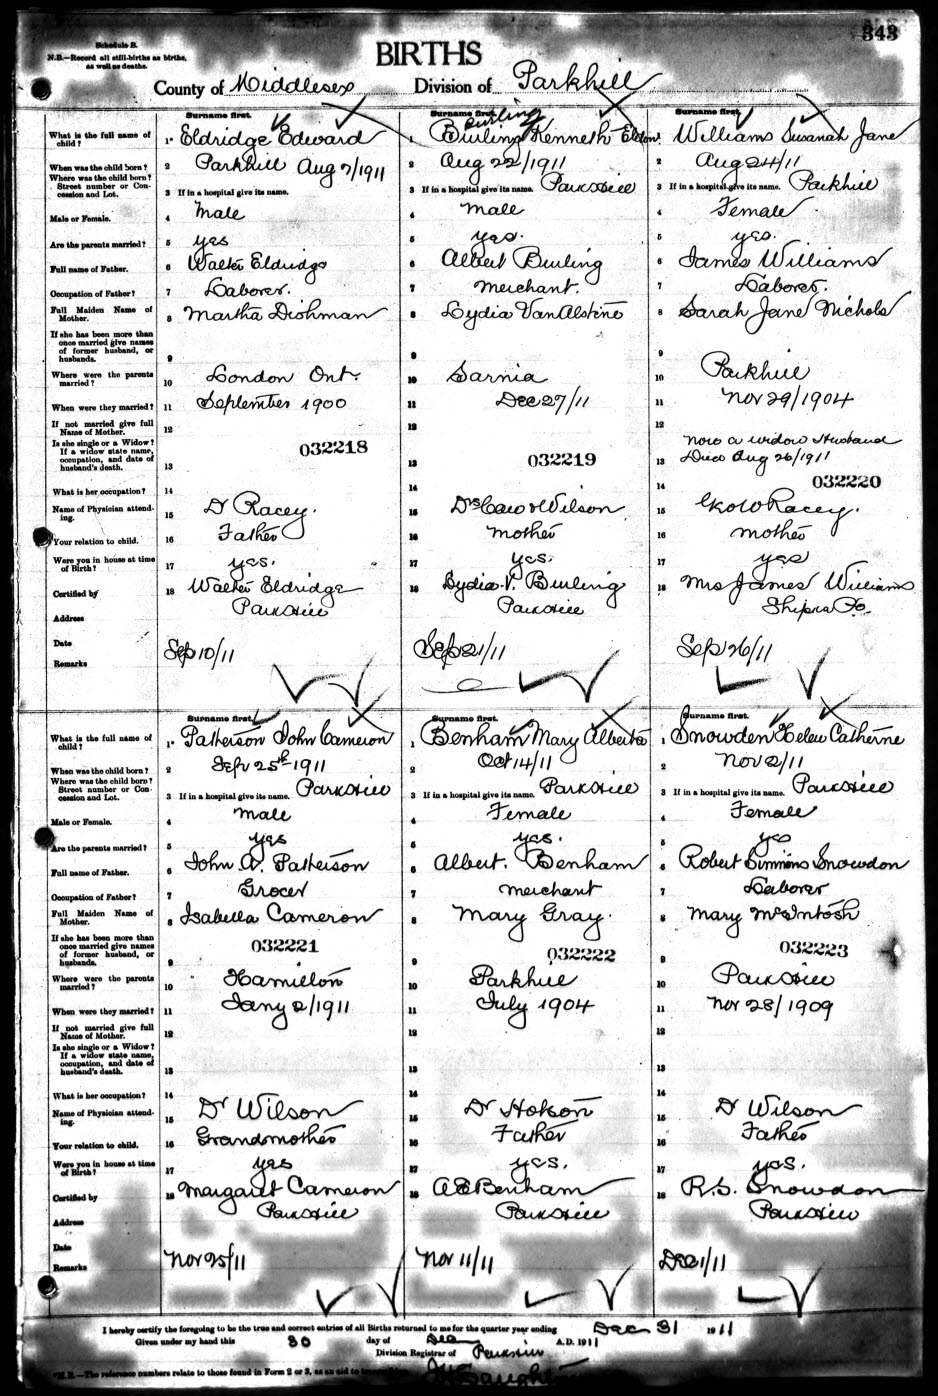 343
Schedule B.
N.B.—Record all still-births as births, as well as deaths.
BIRTHS
County of Middlesex Division of Parkhill
Surname first. Surname first. Surname first.
Burling
What is the full name of child? 1 Eldridge Edward 1 Burling Kenneth Eldon 1 Williams Susanah Jane
When was the child born? 2 Parkhill Aug 7/1911 2 Aug 22/1911 2 Aug 24/11
Where was the child born? Street number or Concession and Lot. 3 If in a hospital give its name. 3 If in a hospital give its name. Parkhill 3 If in a hospital give its name. Parkhill
Male or Female. 4 Male 4 Male 4 Female
Are the parents married? 5 yes 5 yes. 5 yes.
Full name of Father. 6 Walter Eldridge 6 Albert Burling 6 James Williams
Occupation of Father? 7 Laborer. 7 Merchant. 7 Laborer.
Full Maiden Name of Mother. 8 Martha Dishman 8 Lydia VanAlstine 8 Sarah Jane Nichols
If she has been more than once married give names of former husband, or husbands. 9 9 9
Where were the parents married? 10 London Ont. 10 Sarnia 10 Parkhill
When were they married? 11 September 1900 11 Dec 27/11 11 Nov 29/1904
If not married give full Name of Mother. 12 12
Is she single or a Widow? If a widow state name, occupation, and date of husband's death. 13 032218 13 032219 13 Now a widow Husband Died Aug 26/1911
What is her occupation? 14 14 14 032220
Name of Physician attending. 15 Dr Racey. 15 Drs Caw & Wilson 15 Geo W Racey.
Your relation to child. 16 Father 16 Mother 16 Mother
Were you in house at time of Birth? 17 yes. 17 yes. 17 yes
Certified by 18 Walter Eldridge 18 Lydia V. Burling 18 Mrs James Williams
Address Parkhill Parkhill Shipka Po.
Date Sep 10/11 Sep 21/11 Sep 26/11
Remarks
Surname first. Surname first. Surname first.
What is the full name of child? 1 Patterson John Cameron 1 Benham Mary Alberta 1 Snowden Helen Catherne
When was the child born? 2 Sept 25th 1911 2 Oct 14/11 2 Nov 2/11
Where was the child born? Street number or Concession and Lot. 3 If in a hospital give its name. Parkhill 3 If in a hospital give its name. Parkhill 3 If in a hospital give its name. Parkhill
Male or Female. 4 Male 4 Female 4 Female
Are the parents married? 5 yes 5 yes. 5 yes
Full name of Father. 6 John A. Patterson 6 Albert. Benham 6 Robert Simmons Snowdon
Occupation of Father? 7 Grocer 7 Merchant 7 Laborer
Full Maiden Name of Mother. 8 Isabella Cameron 8 Mary Gray. 8 Mary McIntosh
If she has been more than once married give names of former husband, or husbands. 9 032221 9 032222 9 032223
Where were the parents married? 10 Hamilton 10 Parkhill 10 Parkhill
When were they married? 11 Jany 2/1911 11 July 1904 11 Nov 28/1909
If not married give full Name of Mother. 12 12 12
Is she single or a Widow? If a widow state name, occupation, and date of husband's death. 13 13 13
What is her occupation? 14 14 14
Name of Physician attending. 15 Dr Wilson 15 Dr Hotson 15 Dr Wilson
Your relation to child. 16 Grandmother 16 Father 16 Father
Were you in house at time of Birth? 17 yes 17 yes. 17 yes.
Certified by 18 Margaret Cameron 18 A E Benham 18 R.S. Snowdon
Address Parkhill Parkhill Parkhill
Date Nov 25/11 Nov 11/11 Dec 1/11
Remarks
I hereby certify the foregoing to be the true and correct entries of all Births returned to me for the quarter year ending Dec 31 1911
Given under my hand this 30 day of Dec A.D. 1911
Division Registrar of Parkhill
N.B.—The reference numbers relate to those found in Form 2 or 3, as an aid to